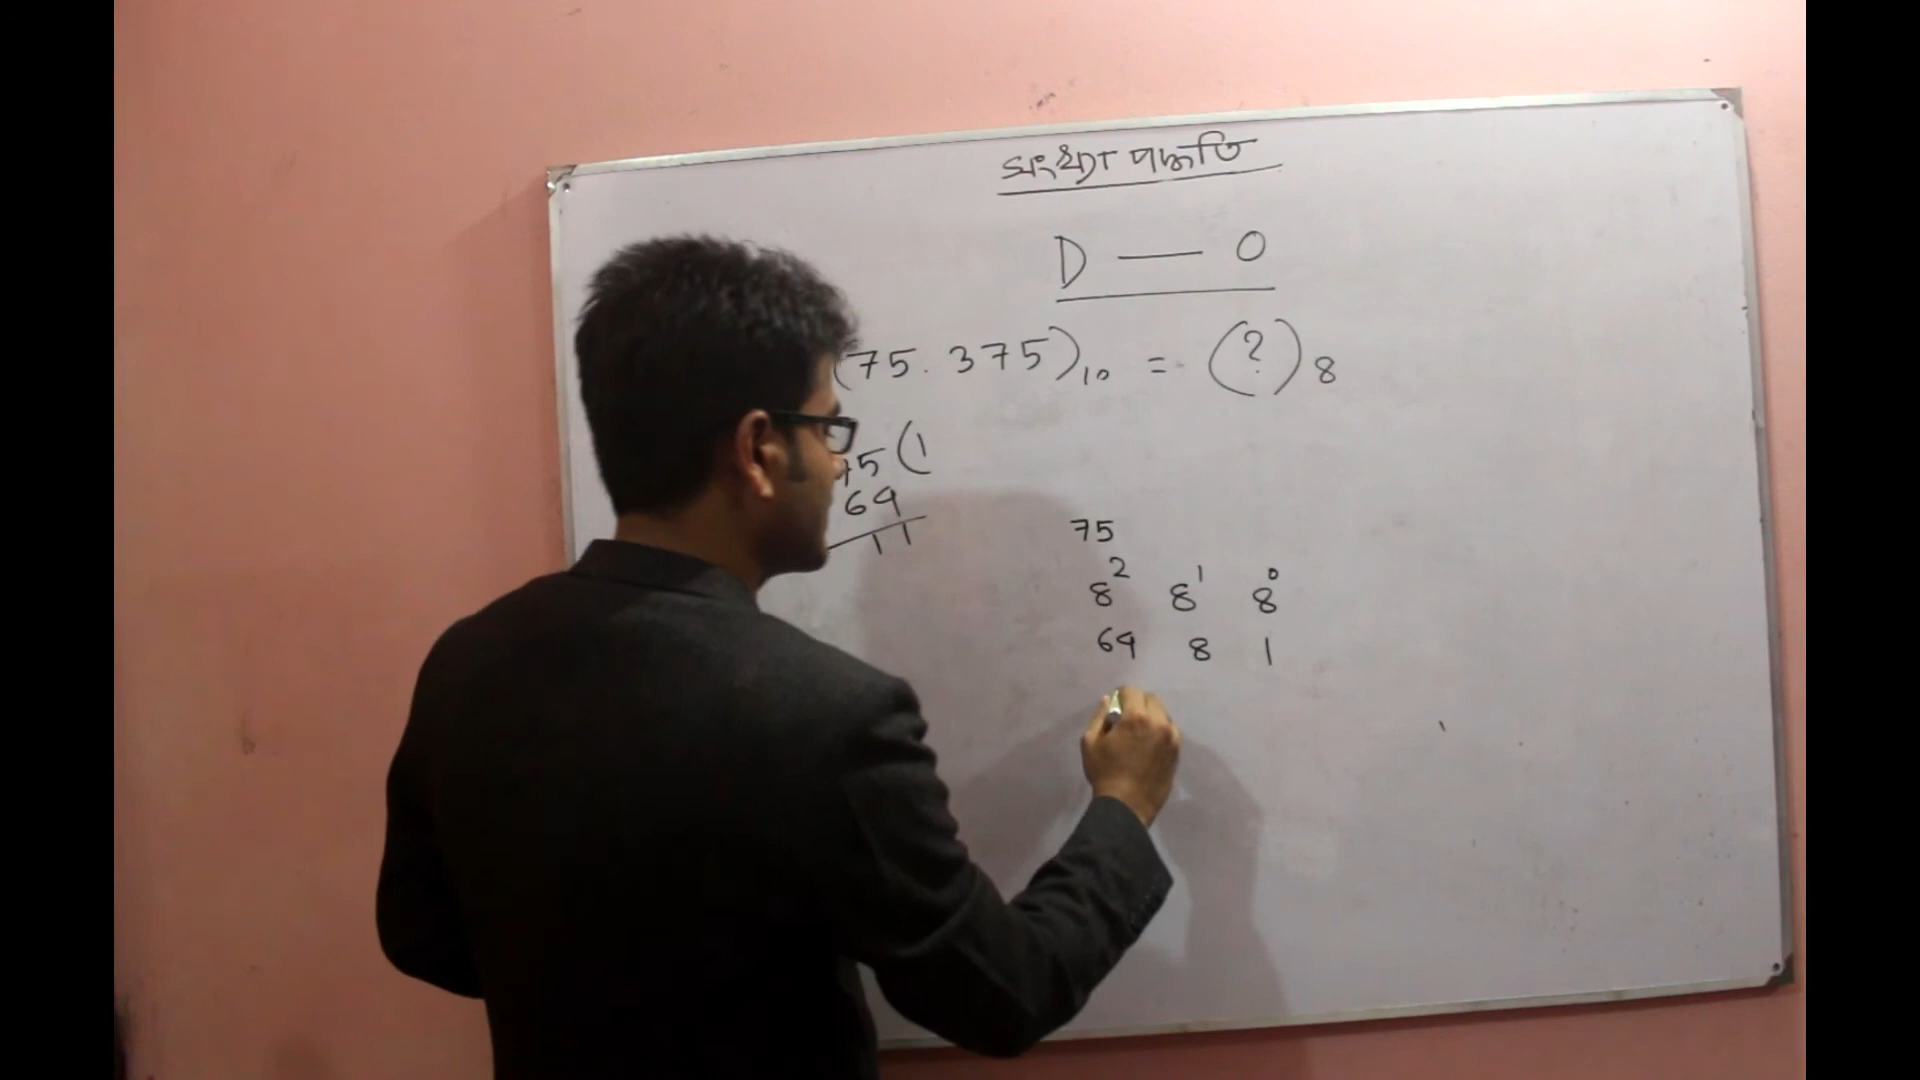 সংখ্যা পদ্ধতি
D — O
(75.375)₁₀ = (?)₈
75(1
64
11
75
8² 8¹ 8⁰
64 8 1